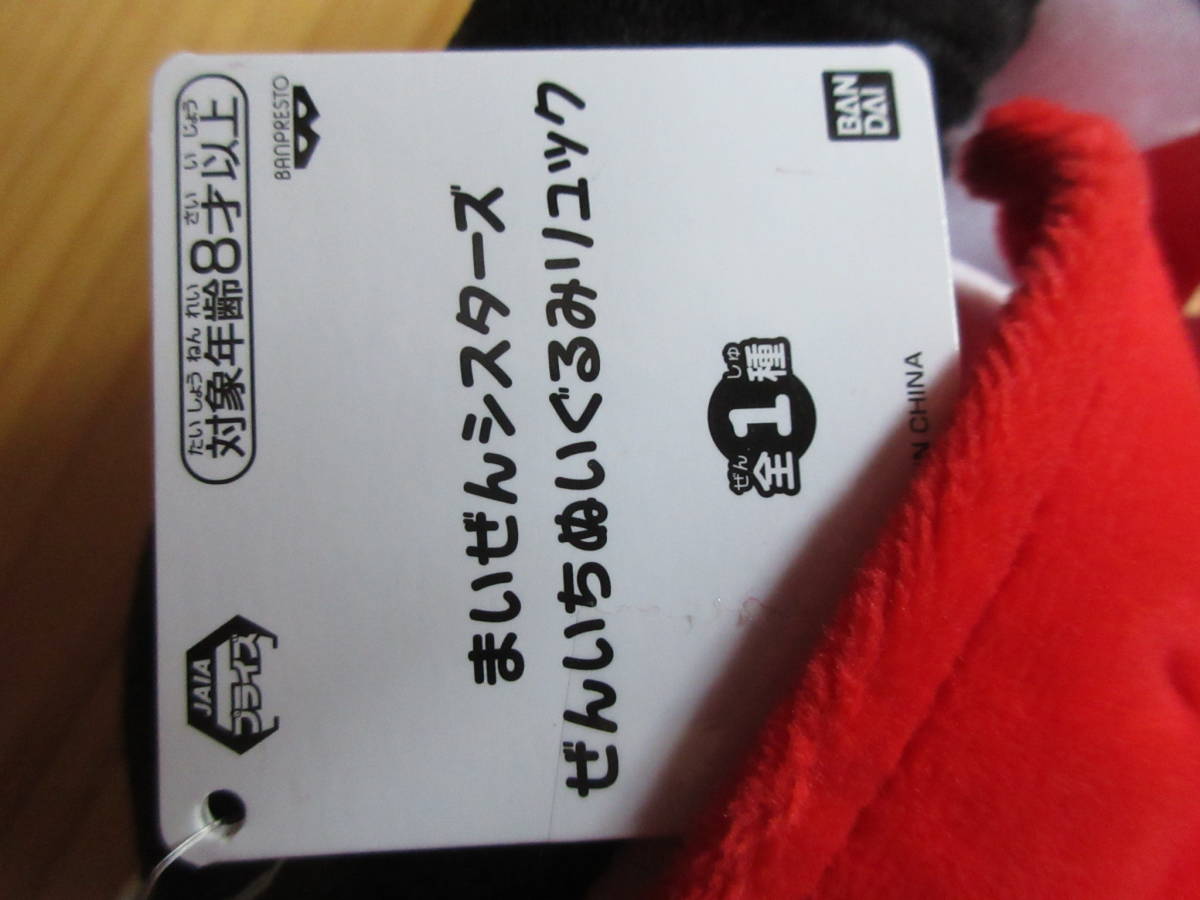 たい しょう ねん れい さい い じょう
対象年齢8才以上
BANPRESTO
JAIA
プライズ
まいぜんシスターズ
ぜんいちぬいぐるみリュック
BAN
DAI
ぜん しゅ
全1種
N CHINA